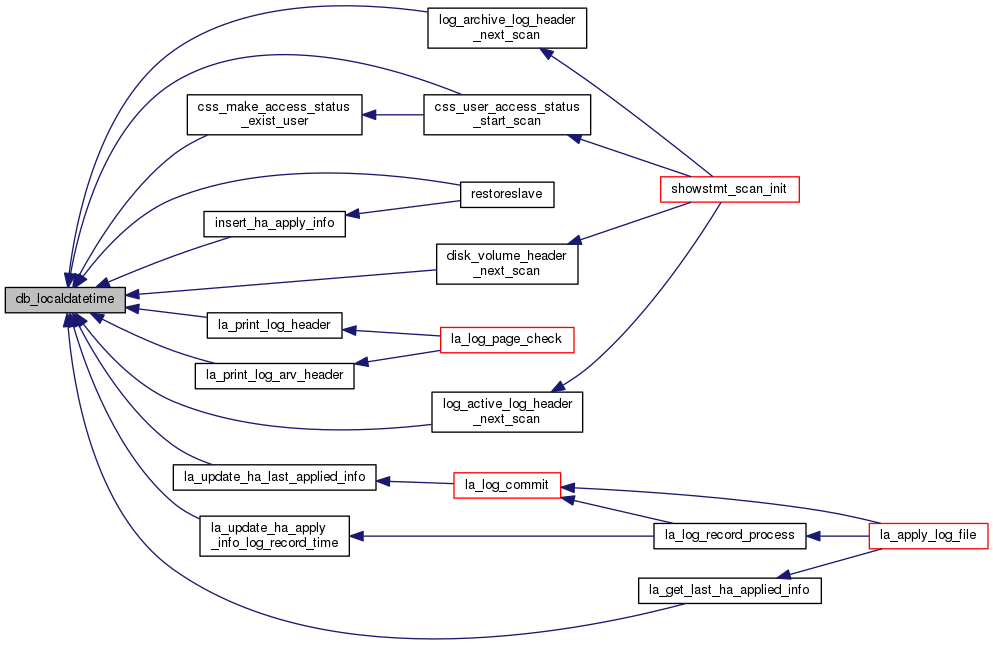 log_archive_log_header
_next_scan
css_make_access_status
_exist_user
css_user_access_status
_start_scan
showstmt_scan_init
restoreslave
insert_ha_apply_info
disk_volume_header
_next_scan
db_localdatetime
la_print_log_header
la_log_page_check
la_print_log_arv_header
log_active_log_header
_next_scan
la_update_ha_last_applied_info
la_log_commit
la_update_ha_apply
_info_log_record_time
la_log_record_process
la_apply_log_file
la_get_last_ha_applied_info